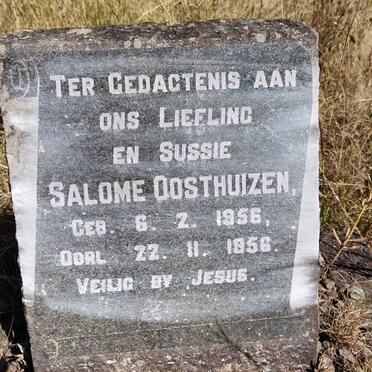 TER GEDAGTENIS AAN
ONS LIEFLING
EN SUSSIE
SALOME OOSTHUIZEN,
GEB. 6. 2. 1956,
OORL. 22. 11. 1956.
VEILIG BY JESUS.